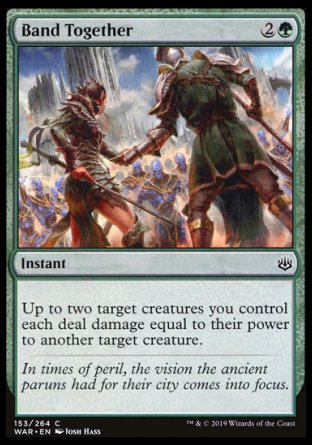 Band Together 2
Instant
Up to two target creatures you control
each deal damage equal to their power
to another target creature.
In times of peril, the vision the ancient
paruns had for their city comes into focus.
153/264 C
WAR • EN Josh Hass
™ & © 2019 Wizards of the Coast